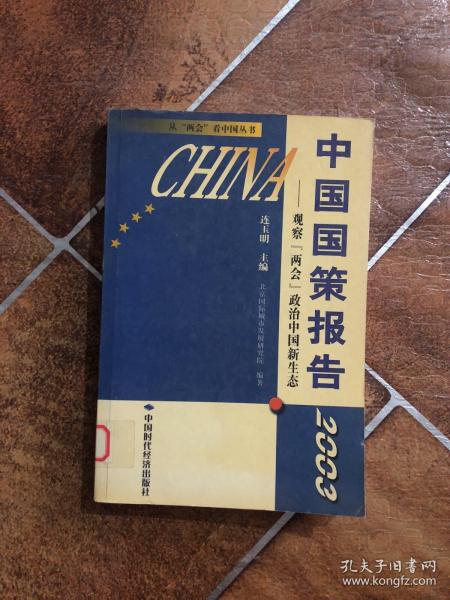 从“两会”看中国丛书
CHINA
中国国策报告
2003
——观察『两会』政治中国新生态
连玉明 主编
北京国际城市发展研究院 编著
中国时代经济出版社
孔夫子旧书网
www.kongfz.com